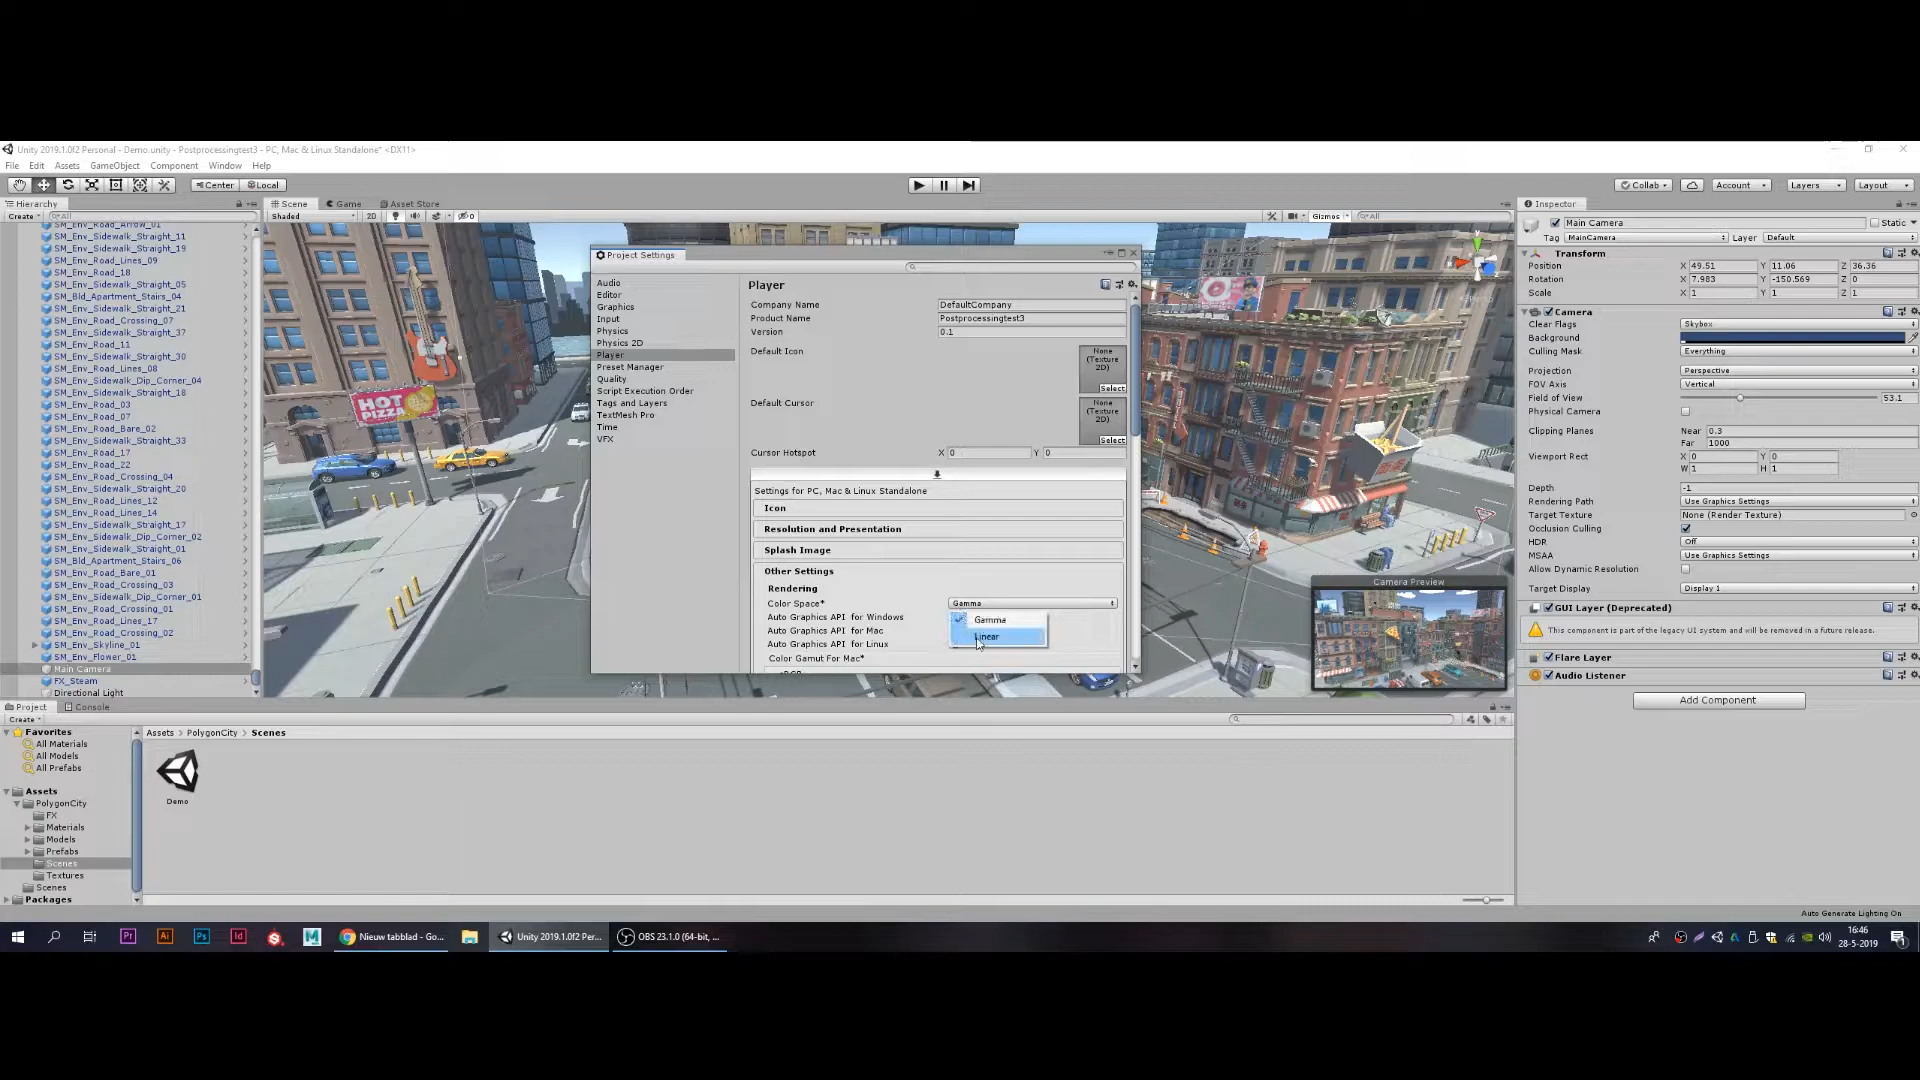 Unity 2019.1.0f2 Personal - Demo.unity - Postprocessingtest3 - PC, Mac & Linux Standalone* <DX11>
File Edit Assets GameObject Component Window Help
Center Local
Collab Account Layers Layout
Hierarchy
Create All
SM_Env_Road_Arrow_01
SM_Env_Sidewalk_Straight_11
SM_Env_Sidewalk_Straight_19
SM_Env_Road_Lines_09
SM_Env_Road_18
SM_Env_Sidewalk_Straight_05
SM_Bld_Apartment_Stairs_04
SM_Env_Sidewalk_Straight_21
SM_Env_Road_Crossing_07
SM_Env_Sidewalk_Straight_37
SM_Env_Road_11
SM_Env_Sidewalk_Straight_30
SM_Env_Road_Lines_08
SM_Env_Sidewalk_Dip_Corner_04
SM_Env_Sidewalk_Straight_18
SM_Env_Road_03
SM_Env_Road_07
SM_Env_Road_Bare_02
SM_Env_Sidewalk_Straight_33
SM_Env_Road_17
SM_Env_Road_22
SM_Env_Road_Crossing_04
SM_Env_Sidewalk_Straight_20
SM_Env_Road_Lines_12
SM_Env_Road_Lines_14
SM_Env_Sidewalk_Straight_17
SM_Env_Sidewalk_Dip_Corner_02
SM_Env_Sidewalk_Straight_01
SM_Bld_Apartment_Stairs_06
SM_Env_Road_Bare_01
SM_Env_Road_Crossing_03
SM_Env_Sidewalk_Dip_Corner_01
SM_Env_Road_Crossing_01
SM_Env_Road_Lines_17
SM_Env_Road_Crossing_02
SM_Env_Skyline_01
SM_Env_Flower_01
Main Camera
FX_Steam
Directional Light
Scene Game Asset Store
Shaded 2D 0 Gizmos All
HOT PIZZA
Project Settings
Audio
Editor
Graphics
Input
Physics
Physics 2D
Player
Preset Manager
Quality
Script Execution Order
Tags and Layers
TextMesh Pro
Time
VFX
Player
Company Name DefaultCompany
Product Name Postprocessingtest3
Version 0.1
Default Icon
None (Texture 2D)
Select
Default Cursor
None (Texture 2D)
Select
Cursor Hotspot X 0 Y 0
Settings for PC, Mac & Linux Standalone
Icon
Resolution and Presentation
Splash Image
Other Settings
Rendering
Color Space* Gamma
Gamma
Linear
Auto Graphics API for Windows
Auto Graphics API for Mac
Auto Graphics API for Linux
Color Gamut For Mac*
Camera Preview
Inspector
Main Camera Static
Tag MainCamera Layer Default
Transform
Position X 49.51 Y 11.06 Z 36.36
Rotation X 7.983 Y -150.569 Z 0
Scale X 1 Y 1 Z 1
Camera
Clear Flags Skybox
Background
Culling Mask Everything
Projection Perspective
FOV Axis Vertical
Field of View 53.1
Physical Camera
Clipping Planes Near 0.3
Far 1000
Viewport Rect X 0 Y 0
W 1 H 1
Depth -1
Rendering Path Use Graphics Settings
Target Texture None (Render Texture)
Occlusion Culling
HDR Off
MSAA Use Graphics Settings
Allow Dynamic Resolution
Target Display Display 1
GUI Layer (Deprecated)
This component is part of the legacy UI system and will be removed in a future release.
Flare Layer
Audio Listener
Add Component
Project Console
Create
Favorites
All Materials
All Models
All Prefabs
Assets
PolygonCity
FX
Materials
Models
Prefabs
Scenes
Textures
Scenes
Packages
Assets > PolygonCity > Scenes
Demo
Auto Generate Lighting On
Pr Ai Ps Id S M
Nieuw tabblad - Go...
Unity 2019.1.0f2 Per...
OBS 23.1.0 (64-bit, ...
16:46
28-5-2019